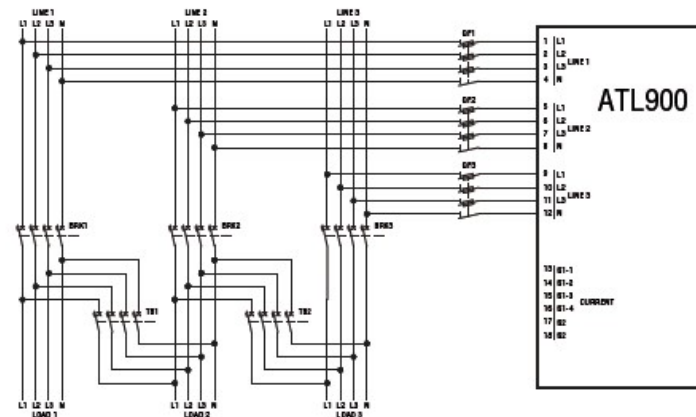 LINE 1
L1 L2 L3 N
LINE 2
L1 L2 L3 N
LINE 3
L1 L2 L3 N
QF1
1 L1
2 L2
3 L3
4 N
LINE 1
ATL900
QF2
5 L1
6 L2
7 L3
8 N
LINE 2
QF3
9 L1
10 L2
11 L3
12 N
LINE 3
BRK1
BRK2
BRK3
13 S1-1
14 S1-2
15 S1-3
16 S1-4
17 S2
18 S2
CURRENT
TB1
TB2
L1 L2 L3 N
LOAD 1
L1 L2 L3 N
LOAD 2
L1 L2 L3 N
LOAD 3